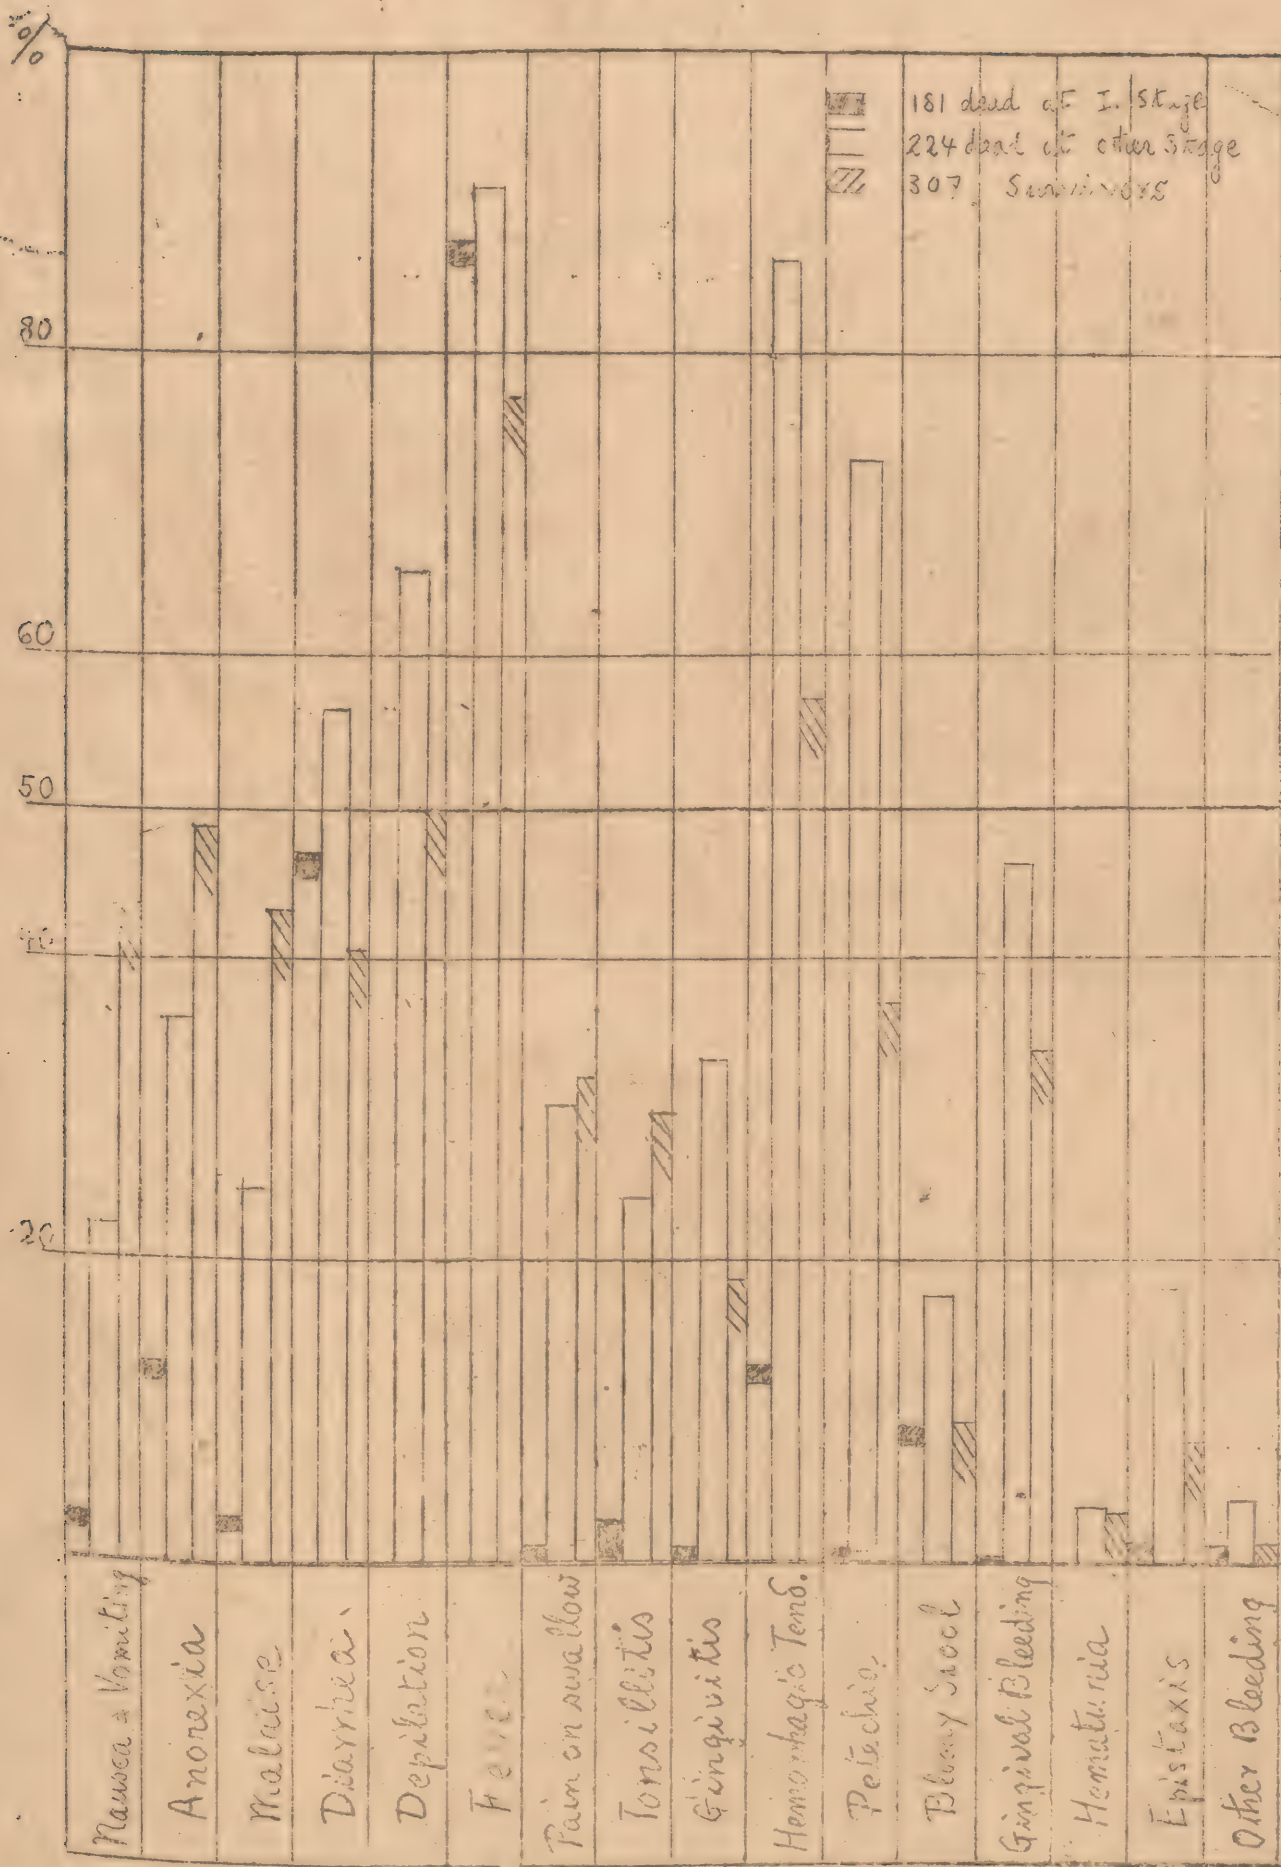 %
181 dead at I. Stage
224 dead at other Stage
307 Survivors
80
60
50
40
20
Nausea & Vomiting
Anorexia
Malaise
Diarrhea
Depilation
Fever
Pain on swallow
Tonsillitis
Gingivitis
Hemorrhagic Tend.
Petechia
Bloody Stool
Gingival Bleeding
Hematuria
Epistaxis
Other Bleeding